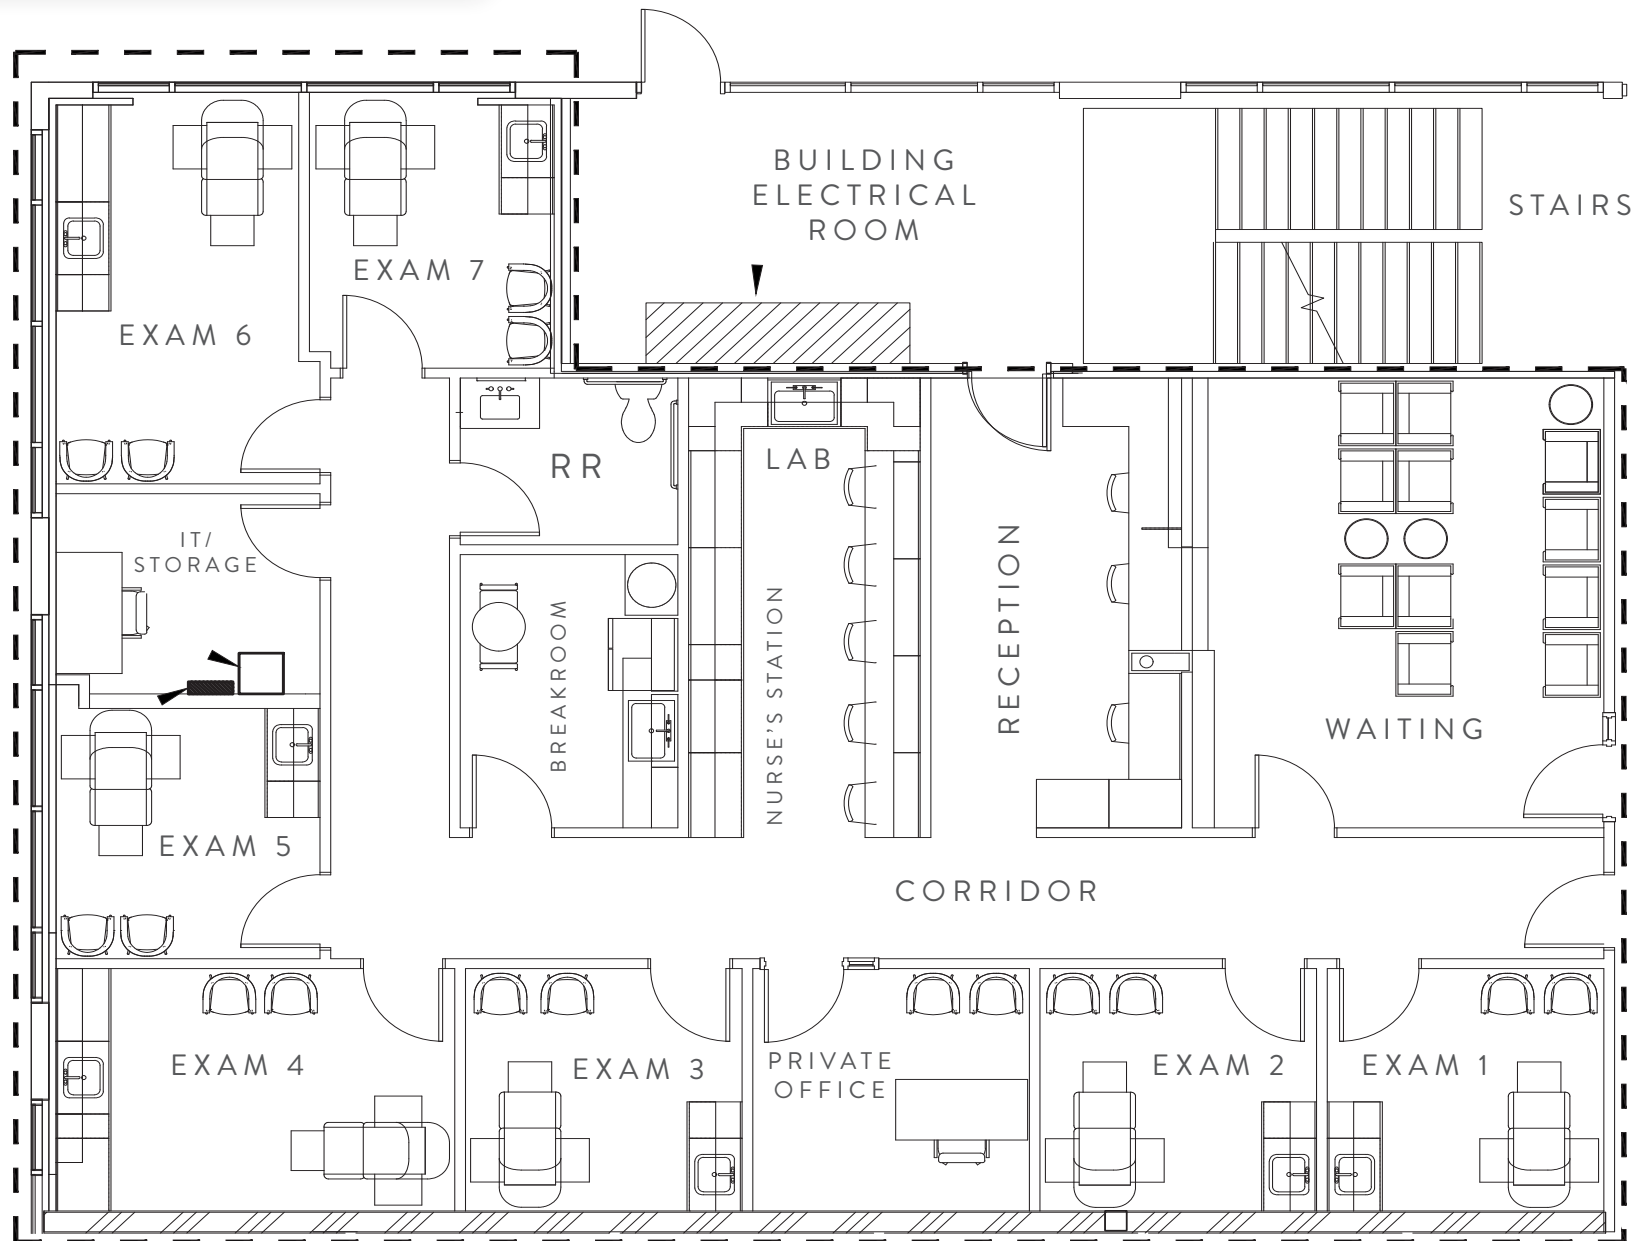 BUILDING
ELECTRICAL
ROOM
STAIRS
EXAM 7
EXAM 6
RR
LAB
IT/
STORAGE
BREAKROOM
NURSE'S STATION
RECEPTION
WAITING
EXAM 5
CORRIDOR
EXAM 4
EXAM 3
PRIVATE
OFFICE
EXAM 2
EXAM 1